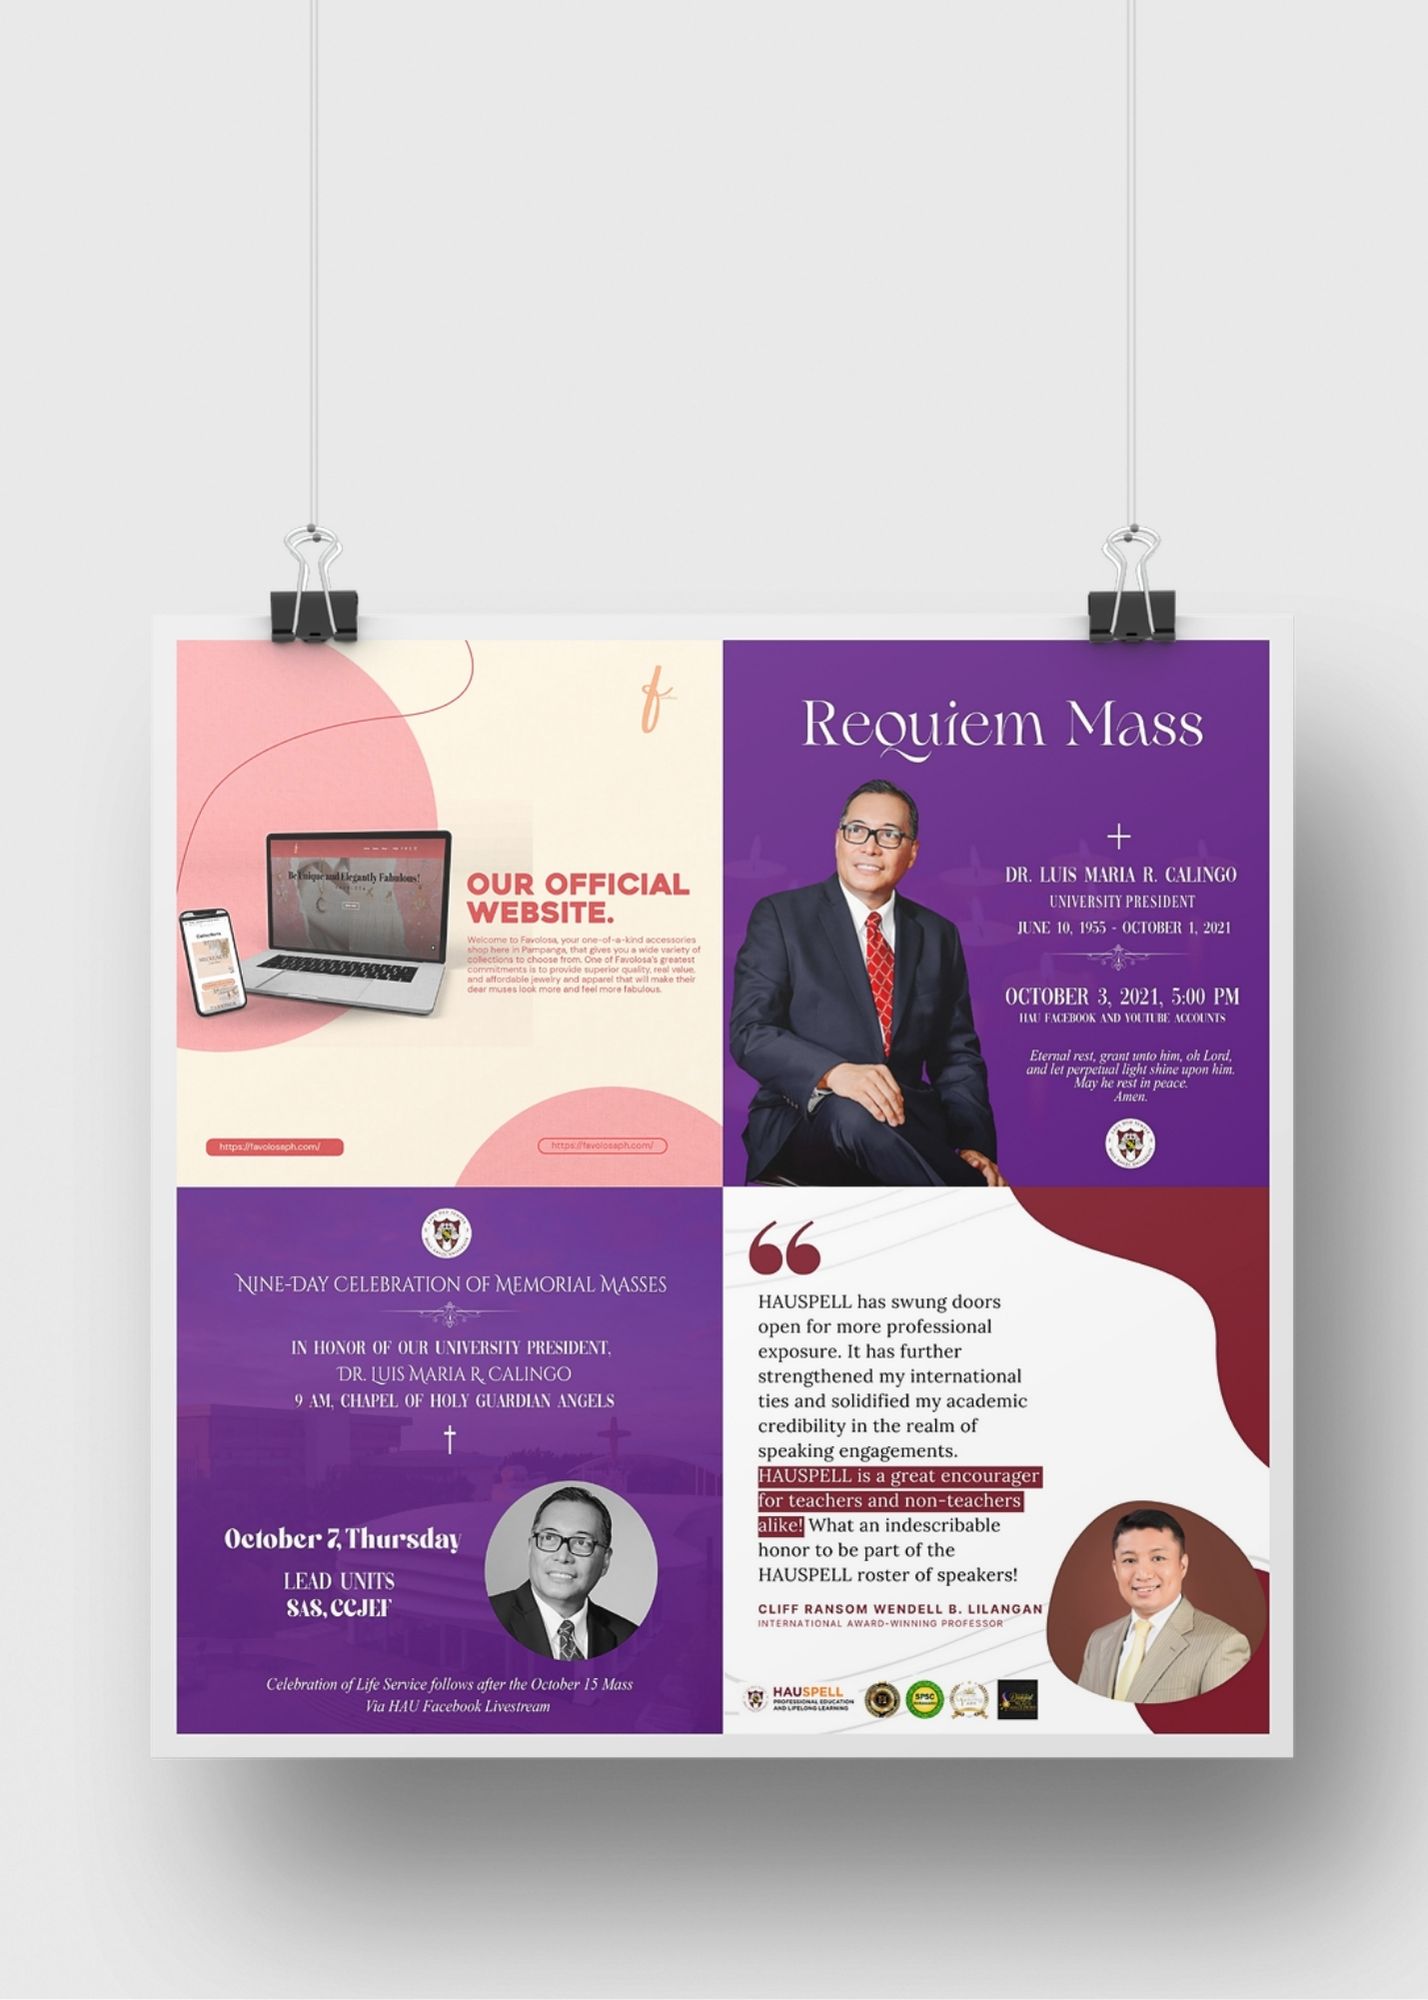 Be Unique and Elegantly Fabulous!
Collections
OUR OFFICIAL
WEBSITE.
Welcome to Favolosa, your one-of-a-kind accessories
shop here in Pampanga, that gives you a wide variety of
collections to choose from. One of Favolosa's greatest
commitments is to provide superior quality, real value,
and affordable jewelry and apparel that will make their
dear muses look more and feel more fabulous.
https://favolosaph.com/
https://favolosaph.com/
Requiem Mass
DR. LUIS MARIA R. CALINGO
UNIVERSITY PRESIDENT
JUNE 10, 1955 - OCTOBER 1, 2021
OCTOBER 3, 2021, 5:00 PM
HAU FACEBOOK AND YOUTUBE ACCOUNTS
Eternal rest, grant unto him, oh Lord,
and let perpetual light shine upon him.
May he rest in peace.
Amen.
NINE-DAY CELEBRATION OF MEMORIAL MASSES
IN HONOR OF OUR UNIVERSITY PRESIDENT,
DR. LUIS MARIA R. CALINGO
9 AM, CHAPEL OF HOLY GUARDIAN ANGELS
October 7, Thursday
LEAD UNITS
SAS, CCJEF
Celebration of Life Service follows after the October 15 Mass
Via HAU Facebook Livestream
HAUSPELL has swung doors
open for more professional
exposure. It has further
strengthened my international
ties and solidified my academic
credibility in the realm of
speaking engagements.
HAUSPELL is a great encourager
for teachers and non-teachers
alike! What an indescribable
honor to be part of the
HAUSPELL roster of speakers!
CLIFF RANSOM WENDELL B. LILANGAN
INTERNATIONAL AWARD-WINNING PROFESSOR
HAUSPELL
PROFESSIONAL EDUCATION
AND LIFELONG LEARNING
SPSC